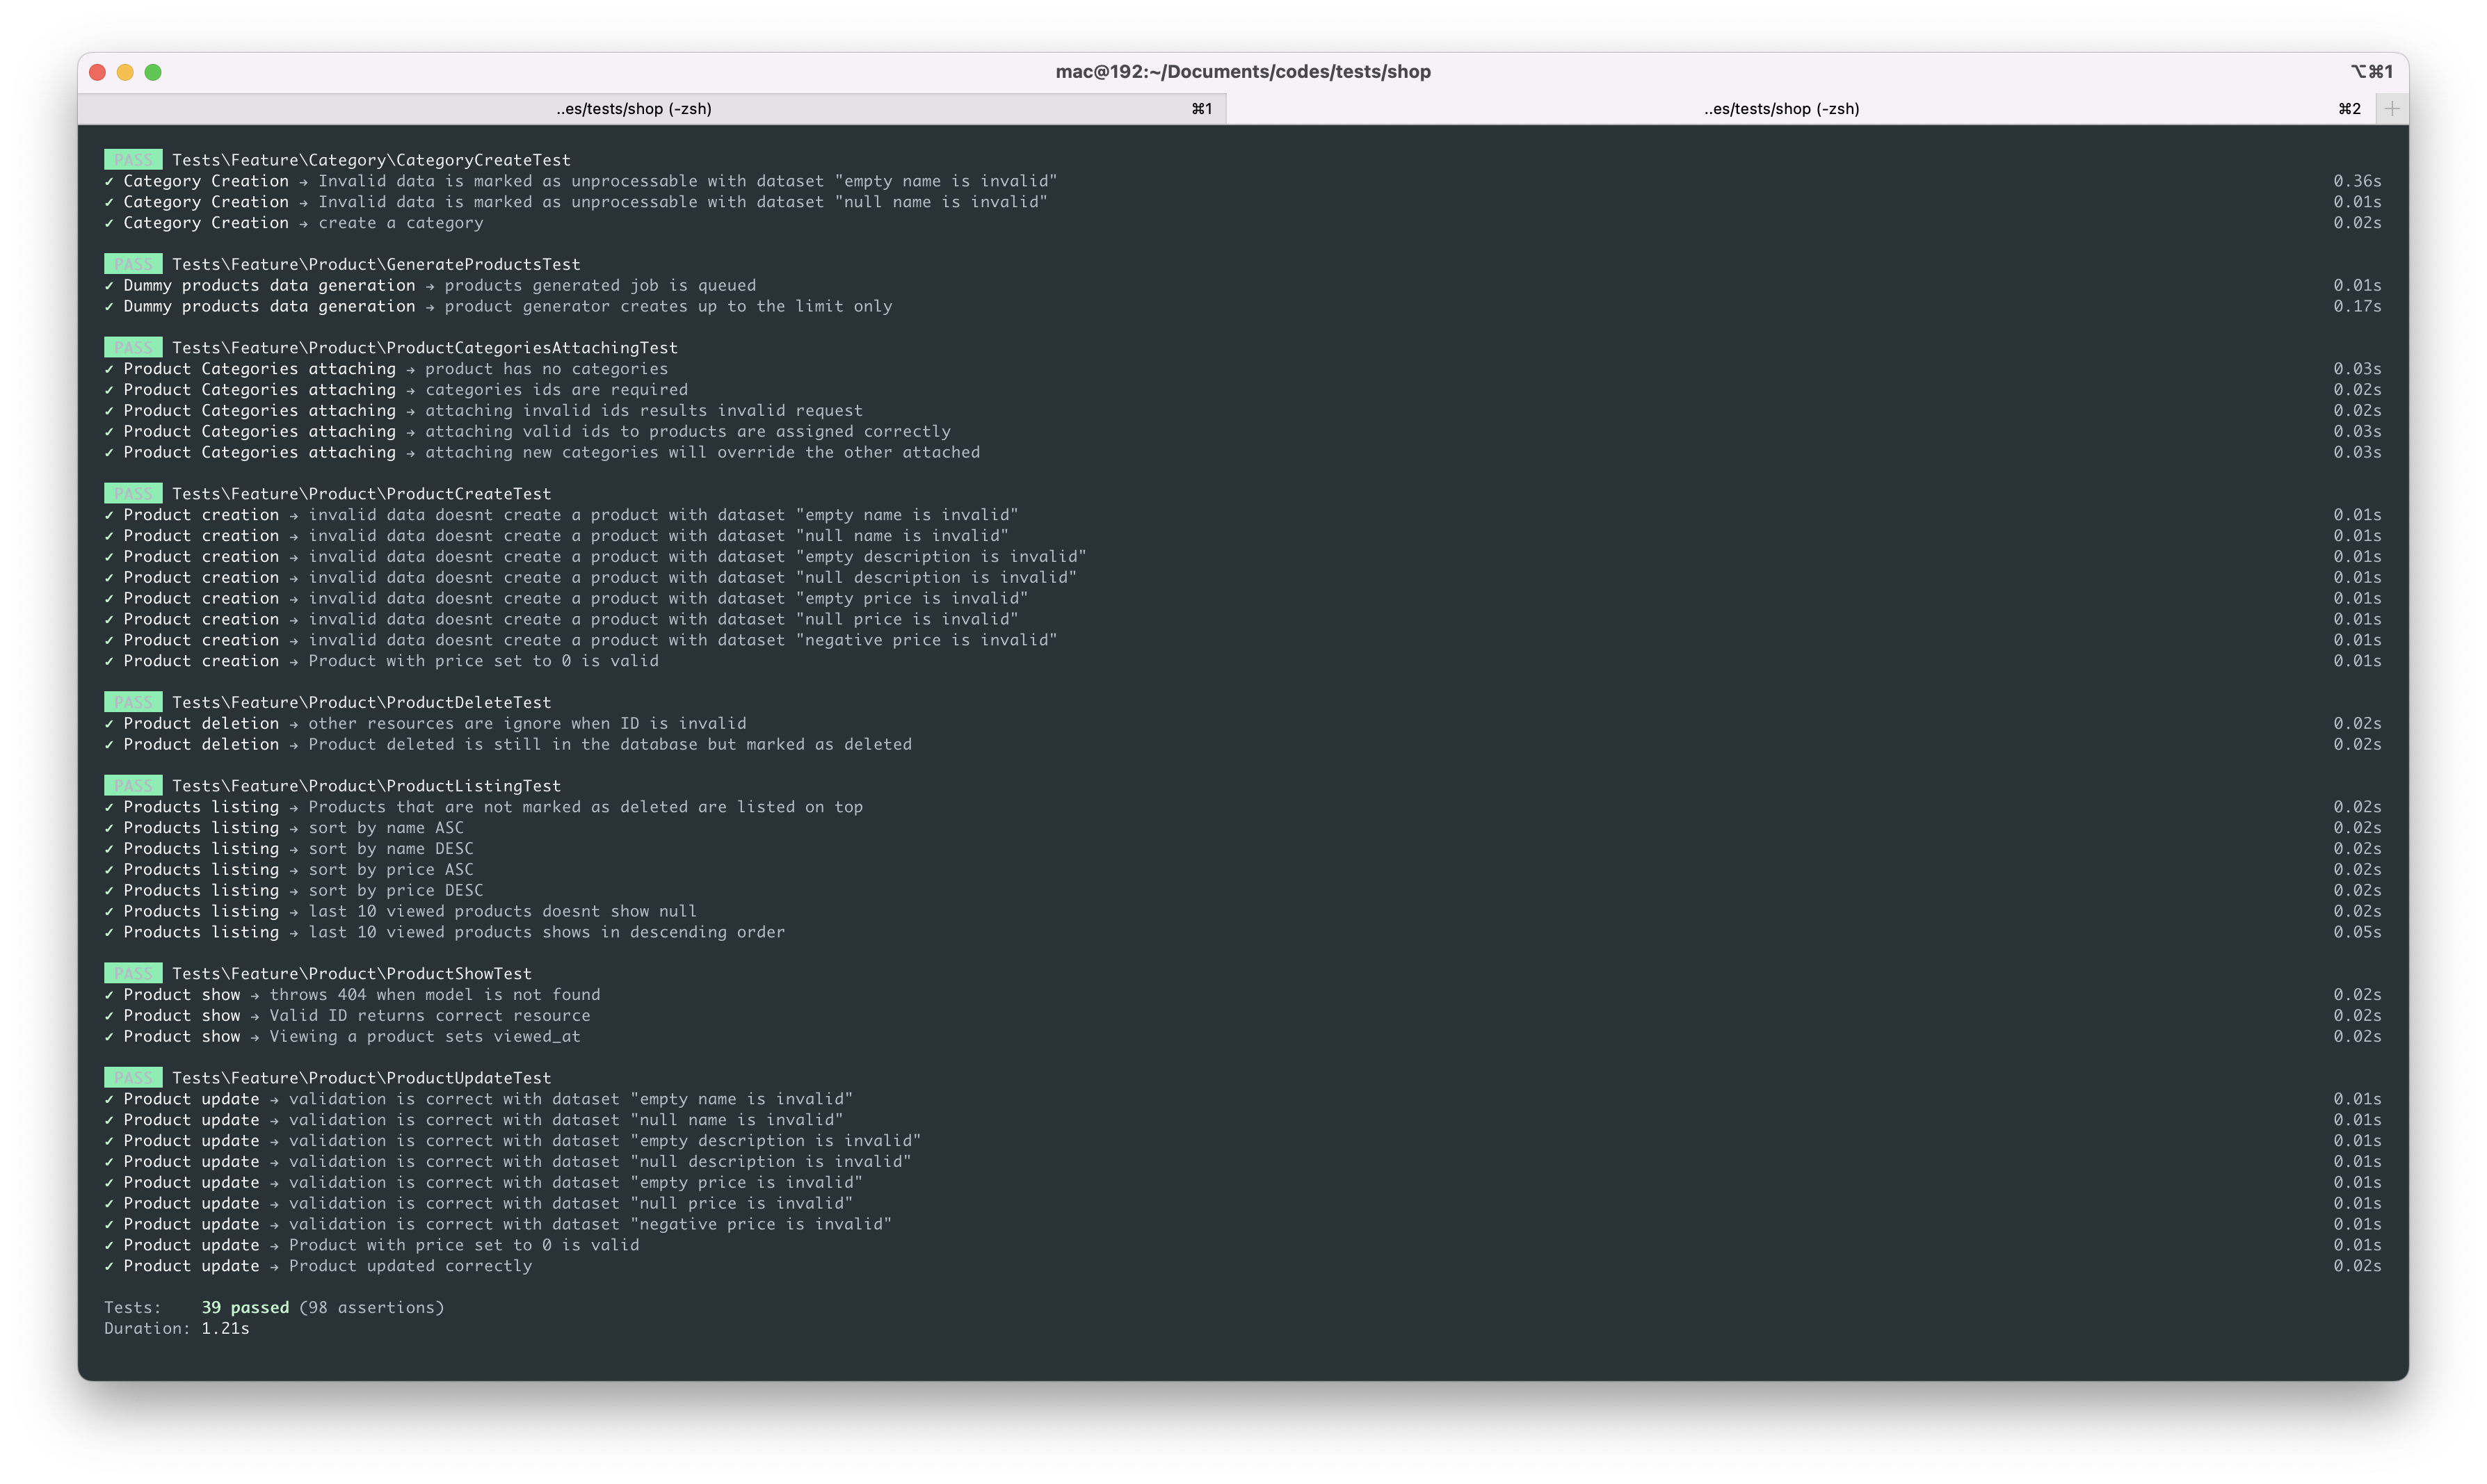 mac@192:~/Documents/codes/tests/shop ⌥⌘1
..es/tests/shop (-zsh) ⌘1 ..es/tests/shop (-zsh) ⌘2 +
PASS Tests\Feature\Category\CategoryCreateTest
✓ Category Creation → Invalid data is marked as unprocessable with dataset "empty name is invalid" 0.36s
✓ Category Creation → Invalid data is marked as unprocessable with dataset "null name is invalid" 0.01s
✓ Category Creation → create a category 0.02s
PASS Tests\Feature\Product\GenerateProductsTest
✓ Dummy products data generation → products generated job is queued 0.01s
✓ Dummy products data generation → product generator creates up to the limit only 0.17s
PASS Tests\Feature\Product\ProductCategoriesAttachingTest
✓ Product Categories attaching → product has no categories 0.03s
✓ Product Categories attaching → categories ids are required 0.02s
✓ Product Categories attaching → attaching invalid ids results invalid request 0.02s
✓ Product Categories attaching → attaching valid ids to products are assigned correctly 0.03s
✓ Product Categories attaching → attaching new categories will override the other attached 0.03s
PASS Tests\Feature\Product\ProductCreateTest
✓ Product creation → invalid data doesnt create a product with dataset "empty name is invalid" 0.01s
✓ Product creation → invalid data doesnt create a product with dataset "null name is invalid" 0.01s
✓ Product creation → invalid data doesnt create a product with dataset "empty description is invalid" 0.01s
✓ Product creation → invalid data doesnt create a product with dataset "null description is invalid" 0.01s
✓ Product creation → invalid data doesnt create a product with dataset "empty price is invalid" 0.01s
✓ Product creation → invalid data doesnt create a product with dataset "null price is invalid" 0.01s
✓ Product creation → invalid data doesnt create a product with dataset "negative price is invalid" 0.01s
✓ Product creation → Product with price set to 0 is valid 0.01s
PASS Tests\Feature\Product\ProductDeleteTest
✓ Product deletion → other resources are ignore when ID is invalid 0.02s
✓ Product deletion → Product deleted is still in the database but marked as deleted 0.02s
PASS Tests\Feature\Product\ProductListingTest
✓ Products listing → Products that are not marked as deleted are listed on top 0.02s
✓ Products listing → sort by name ASC 0.02s
✓ Products listing → sort by name DESC 0.02s
✓ Products listing → sort by price ASC 0.02s
✓ Products listing → sort by price DESC 0.02s
✓ Products listing → last 10 viewed products doesnt show null 0.02s
✓ Products listing → last 10 viewed products shows in descending order 0.05s
PASS Tests\Feature\Product\ProductShowTest
✓ Product show → throws 404 when model is not found 0.02s
✓ Product show → Valid ID returns correct resource 0.02s
✓ Product show → Viewing a product sets viewed_at 0.02s
PASS Tests\Feature\Product\ProductUpdateTest
✓ Product update → validation is correct with dataset "empty name is invalid" 0.01s
✓ Product update → validation is correct with dataset "null name is invalid" 0.01s
✓ Product update → validation is correct with dataset "empty description is invalid" 0.01s
✓ Product update → validation is correct with dataset "null description is invalid" 0.01s
✓ Product update → validation is correct with dataset "empty price is invalid" 0.01s
✓ Product update → validation is correct with dataset "null price is invalid" 0.01s
✓ Product update → validation is correct with dataset "negative price is invalid" 0.01s
✓ Product update → Product with price set to 0 is valid 0.01s
✓ Product update → Product updated correctly 0.02s
Tests: 39 passed (98 assertions)
Duration: 1.21s